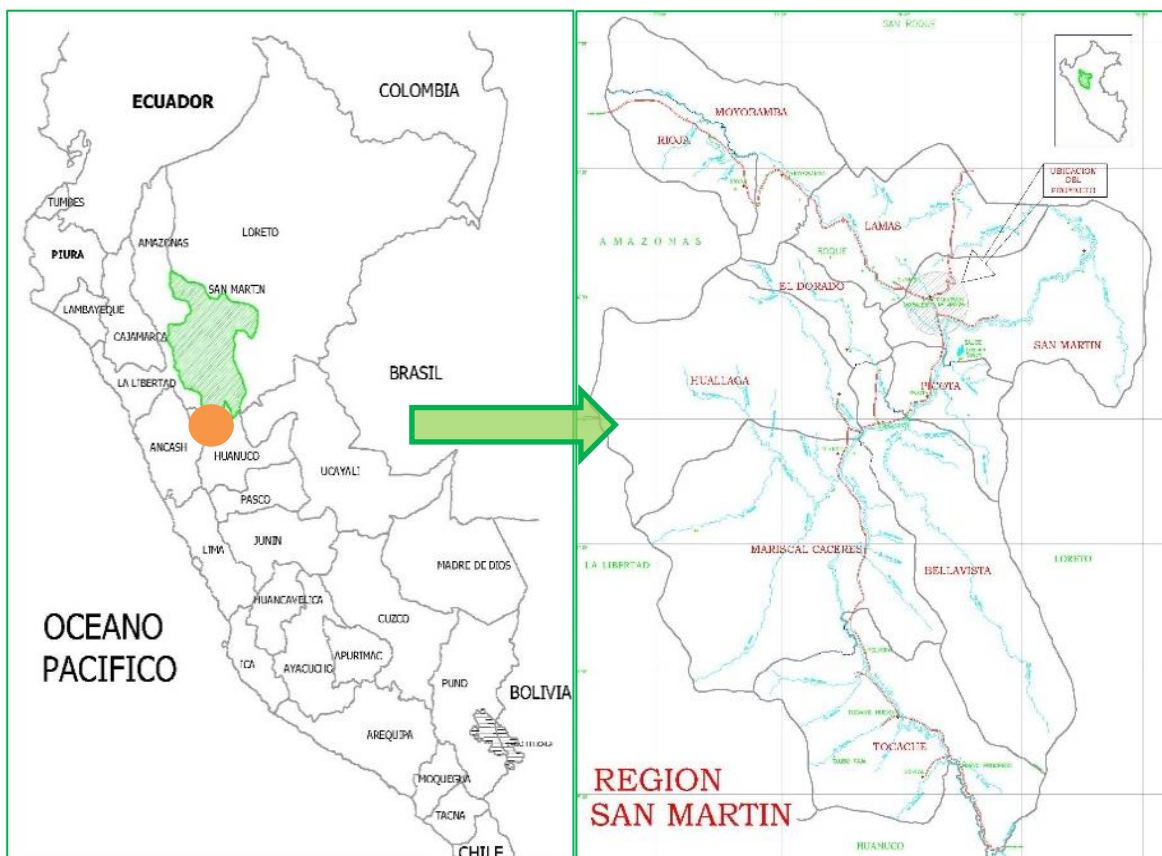 ECUADOR
COLOMBIA
TUMBES
PIURA
AMAZONAS
LORETO
SAN MARTIN
LAMBAYEQUE
CAJAMARCA
LA LIBERTAD
BRASIL
ANCASH
HUANUCO
UCAYALI
PASCO
LIMA
JUNIN
MADRE DE DIOS
HUANCAVELICA
CUZCO
OCEANO
PACIFICO
ICA
AYACUCHO
APURIMAC
PUNO
BOLIVIA
AREQUIPA
MOQUEGUA
TACNA
CHILE
SAN ROQUE
MOYOBAMBA
RIOJA
UBICACION
DEL
PROYECTO
LAMAS
AMAZONAS
ROQUE
EL DORADO
SAN MARTIN
HUALLAGA
PICOTA
MARISCAL CACERES
LA LIBERTAD
BELLAVISTA
LORETO
TOCACHE
REGION
SAN MARTIN
HUANUCO